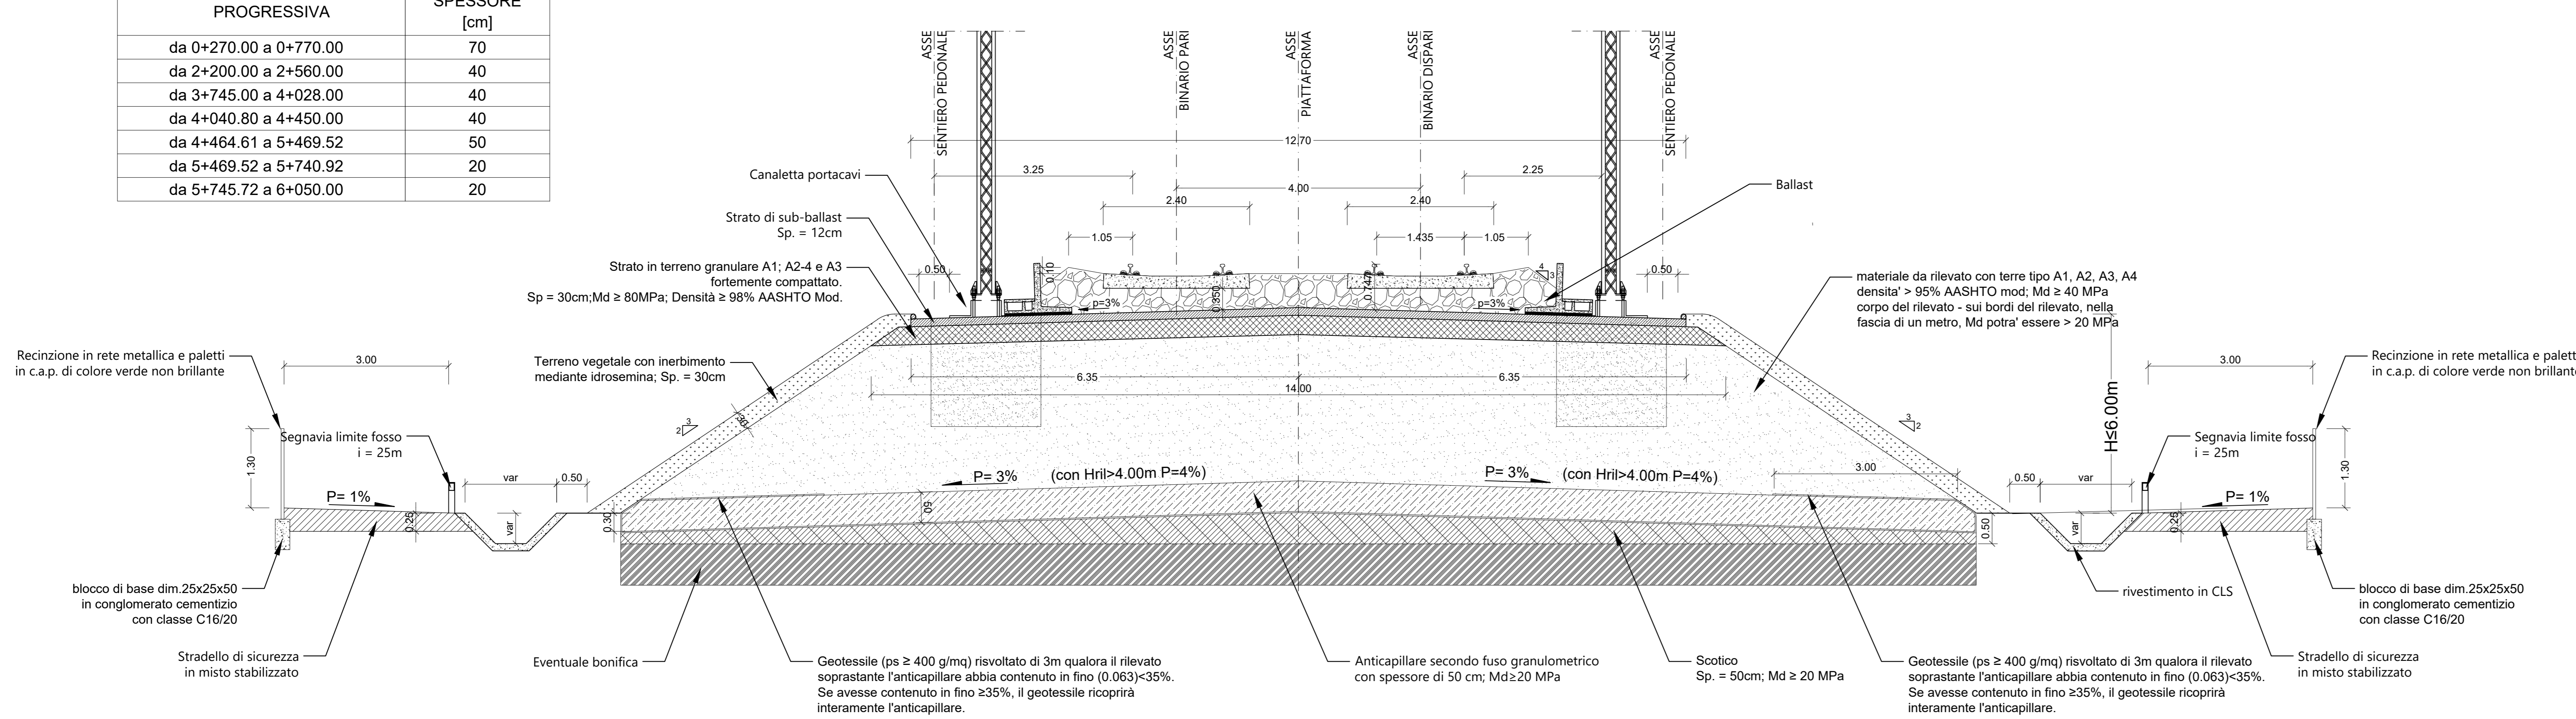 PROGRESSIVA
SPESSORE
[cm]
da 0+270.00 a 0+770.00 70
da 2+200.00 a 2+560.00 40
da 3+745.00 a 4+028.00 40
da 4+040.80 a 4+450.00 40
da 4+464.61 a 5+469.52 50
da 5+469.52 a 5+740.92 20
da 5+745.72 a 6+050.00 20
ASSE
SENTIERO PEDONALE
ASSE
BINARIO PARI
ASSE
PIATTAFORMA
ASSE
BINARIO DISPARI
ASSE
SENTIERO PEDONALE
12.70
3.25
2.25
4.00
2.40
2.40
1.05
1.435
1.05
0.50
0.10
0.350
0.747
4
3
0.50
p=3%
p=3%
Canaletta portacavi
Strato di sub-ballast
Sp. = 12cm
Strato in terreno granulare A1; A2-4 e A3
fortemente compattato.
Sp = 30cm;Md ≥ 80MPa; Densità ≥ 98% AASHTO Mod.
Ballast
materiale da rilevato con terre tipo A1, A2, A3, A4
densita' > 95% AASHTO mod; Md ≥ 40 MPa
corpo del rilevato - sui bordi del rilevato, nella
fascia di un metro, Md potra' essere > 20 MPa
Recinzione in rete metallica e paletti
in c.a.p. di colore verde non brillante
3.00
Terreno vegetale con inerbimento
mediante idrosemina; Sp. = 30cm
6.35
6.35
14.00
3.00
Recinzione in rete metallica e paletti
in c.a.p. di colore verde non brillante
H≤6.00m
30
3
2
3
2
Segnavia limite fosso
i = 25m
Segnavia limite fosso
i = 25m
1.30
1.30
var
0.50
P= 1%
P= 3%
(con Hril>4.00m P=4%)
P= 3%
(con Hril>4.00m P=4%)
3.00
0.50
var
P= 1%
0.25
var
0.30
50
0.50
var
0.25
blocco di base dim.25x25x50
in conglomerato cementizio
con classe C16/20
rivestimento in CLS
blocco di base dim.25x25x50
in conglomerato cementizio
con classe C16/20
Stradello di sicurezza
in misto stabilizzato
Eventuale bonifica
Geotessile (ps ≥ 400 g/mq) risvoltato di 3m qualora il rilevato
soprastante l'anticapillare abbia contenuto in fino (0.063)<35%.
Se avesse contenuto in fino ≥35%, il geotessile ricoprirà
interamente l'anticapillare.
Anticapillare secondo fuso granulometrico
con spessore di 50 cm; Md≥20 MPa
Scotico
Sp. = 50cm; Md ≥ 20 MPa
Geotessile (ps ≥ 400 g/mq) risvoltato di 3m qualora il rilevato
soprastante l'anticapillare abbia contenuto in fino (0.063)<35%.
Se avesse contenuto in fino ≥35%, il geotessile ricoprirà
interamente l'anticapillare.
Stradello di sicurezza
in misto stabilizzato